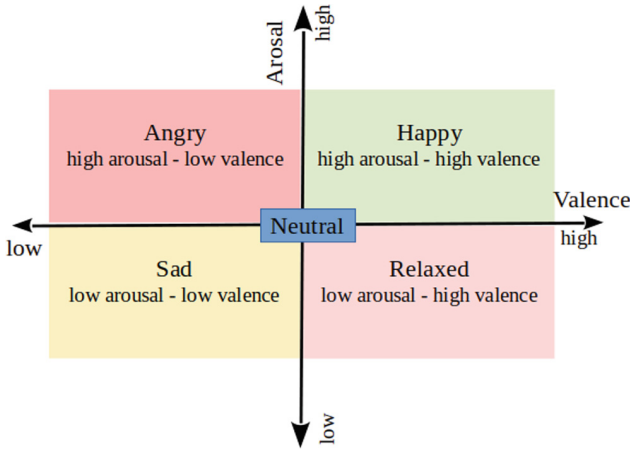 Arosal
high
Angry
high arousal - low valence
Happy
high arousal - high valence
Valence
high
low
Neutral
Sad
low arousal - low valence
Relaxed
low arousal - high valence
low